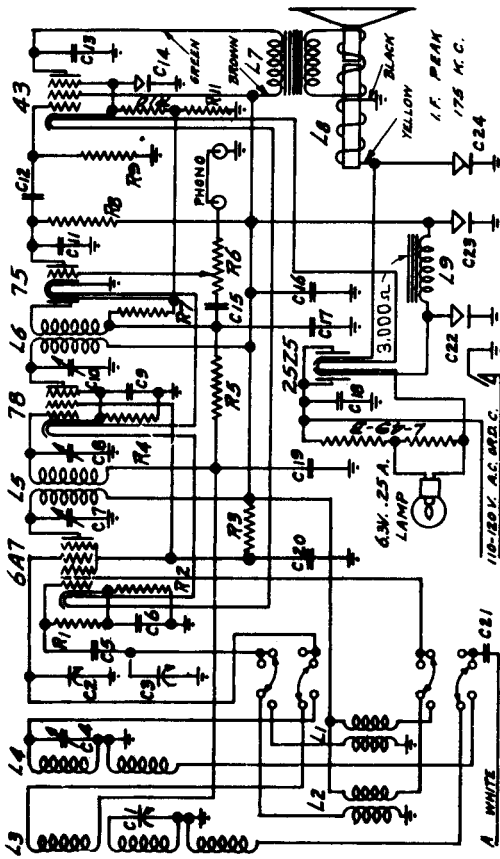 6A7
78
75
43
L3
L4
L5
L6
C1
C2
C3
C4
C5
C6
C7
C8
C9
C10
C11
C12
C13
C14
C15
C16
C17
C18
C19
C20
C21
C22
C23
C24
R1
R2
R3
R4
R5
R6
R7
R8
R9
R11
L1
L2
L7
L8
L9
GREEN
BROWN
BLACK
YELLOW
PHONO
I.F. PEAK
175 K.C.
25Z5
3.000 Ω
L-49-B
6.3V. .25 A.
LAMP
110-120 V. A.C. OR D.C.
A
WHITE